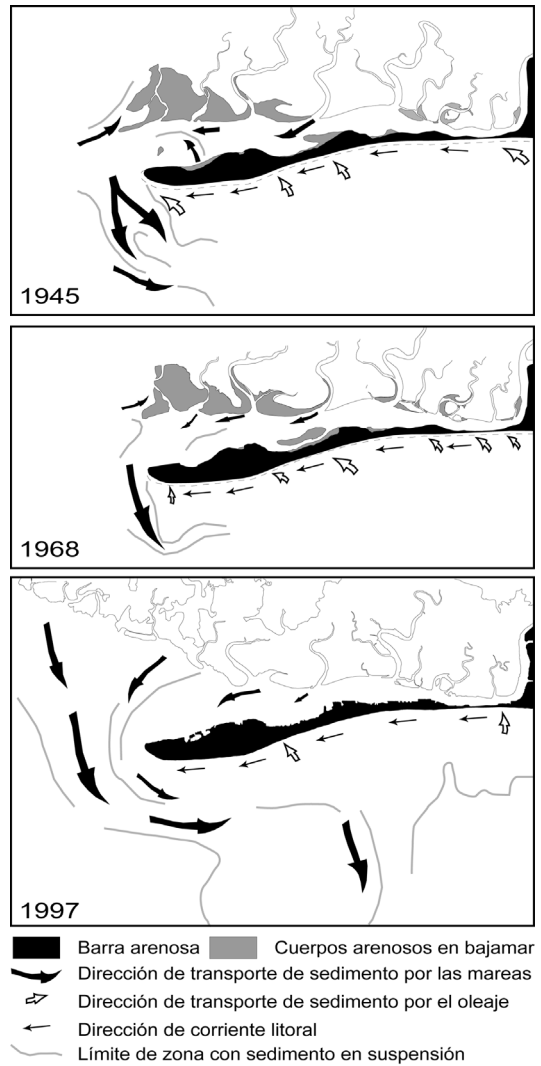 1945
1968
1997
Barra arenosa
Cuerpos arenosos en bajamar
Dirección de transporte de sedimento por las mareas
Dirección de transporte de sedimento por el oleaje
Dirección de corriente litoral
Límite de zona con sedimento en suspensión